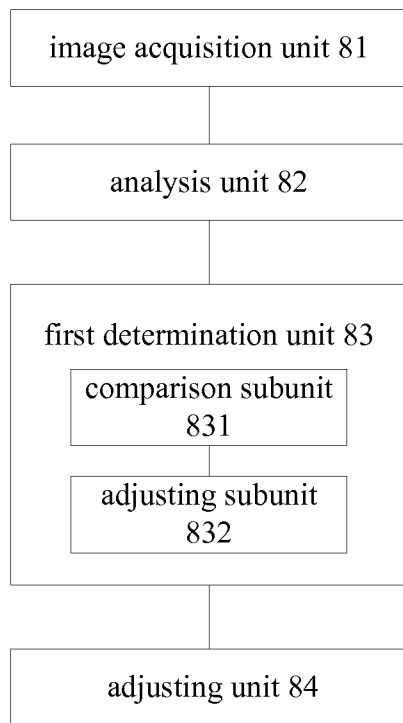 image acquisition unit 81
analysis unit 82
first determination unit 83
comparison subunit
831
adjusting subunit
832
adjusting unit 84